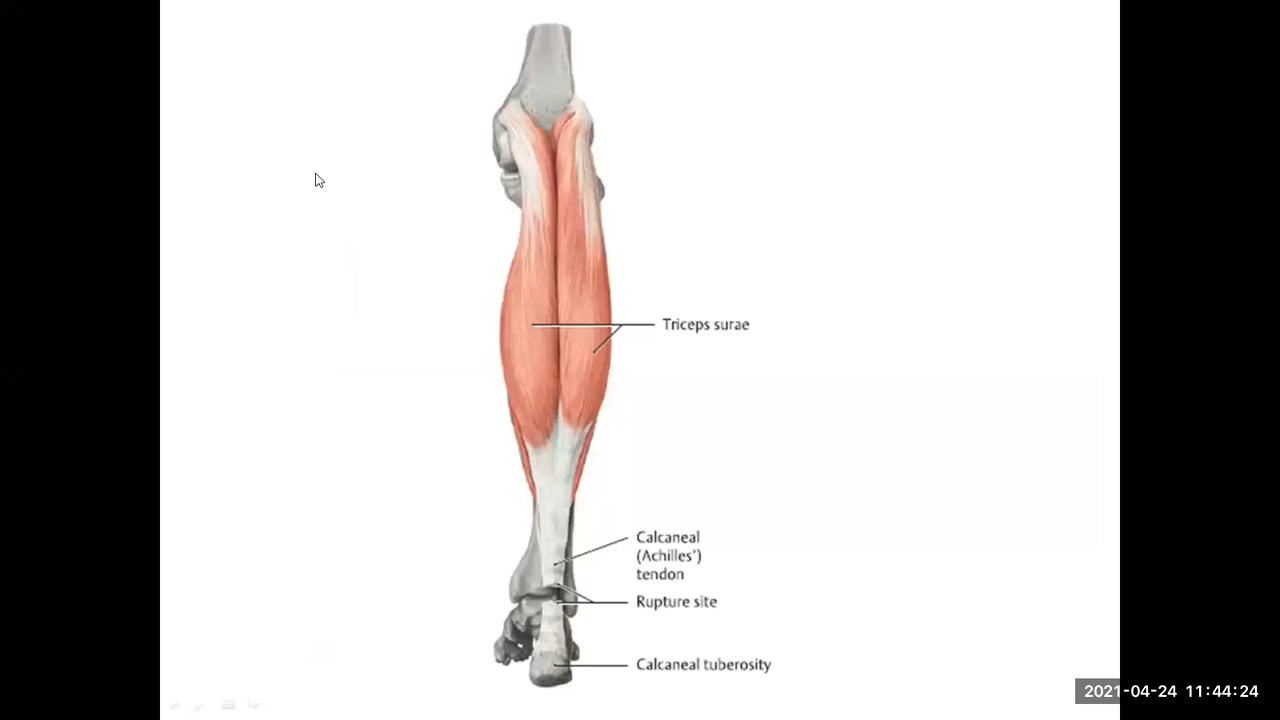 Triceps surae
Calcaneal
(Achilles')
tendon
Rupture site
Calcaneal tuberosity
2021-04-24 11:44:24